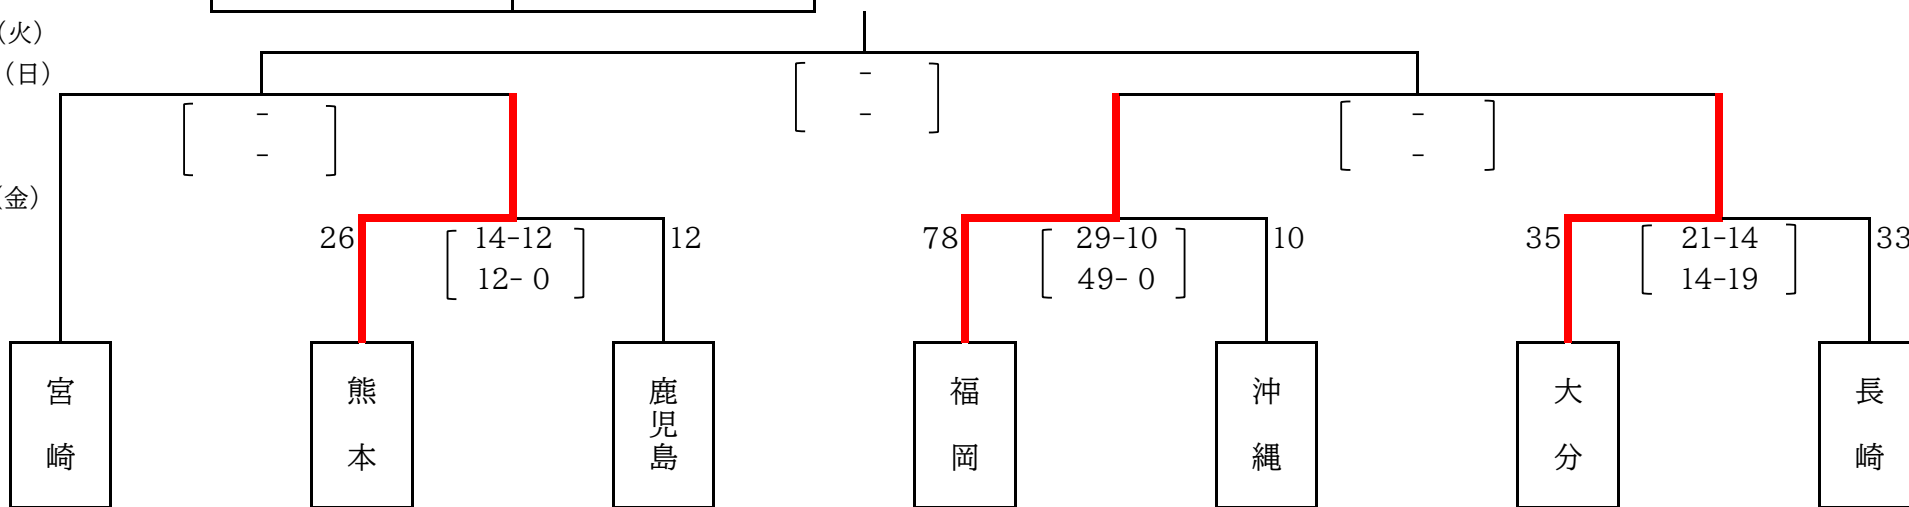 (火)
(日)
-
-
-
-
-
-
(金)
26
14-12
12- 0
12
78
29-10
49- 0
10
35
21-14
14-19
33
宮崎
熊本
鹿児島
福岡
沖縄
大分
長崎